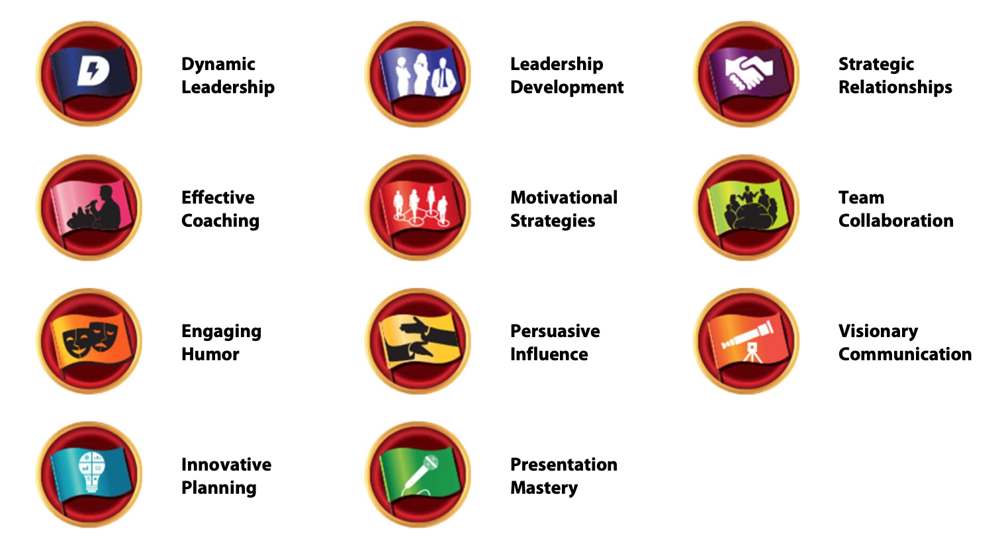 Dynamic
Leadership
Leadership
Development
Strategic
Relationships
Effective
Coaching
Motivational
Strategies
Team
Collaboration
Engaging
Humor
Persuasive
Influence
Visionary
Communication
Innovative
Planning
Presentation
Mastery